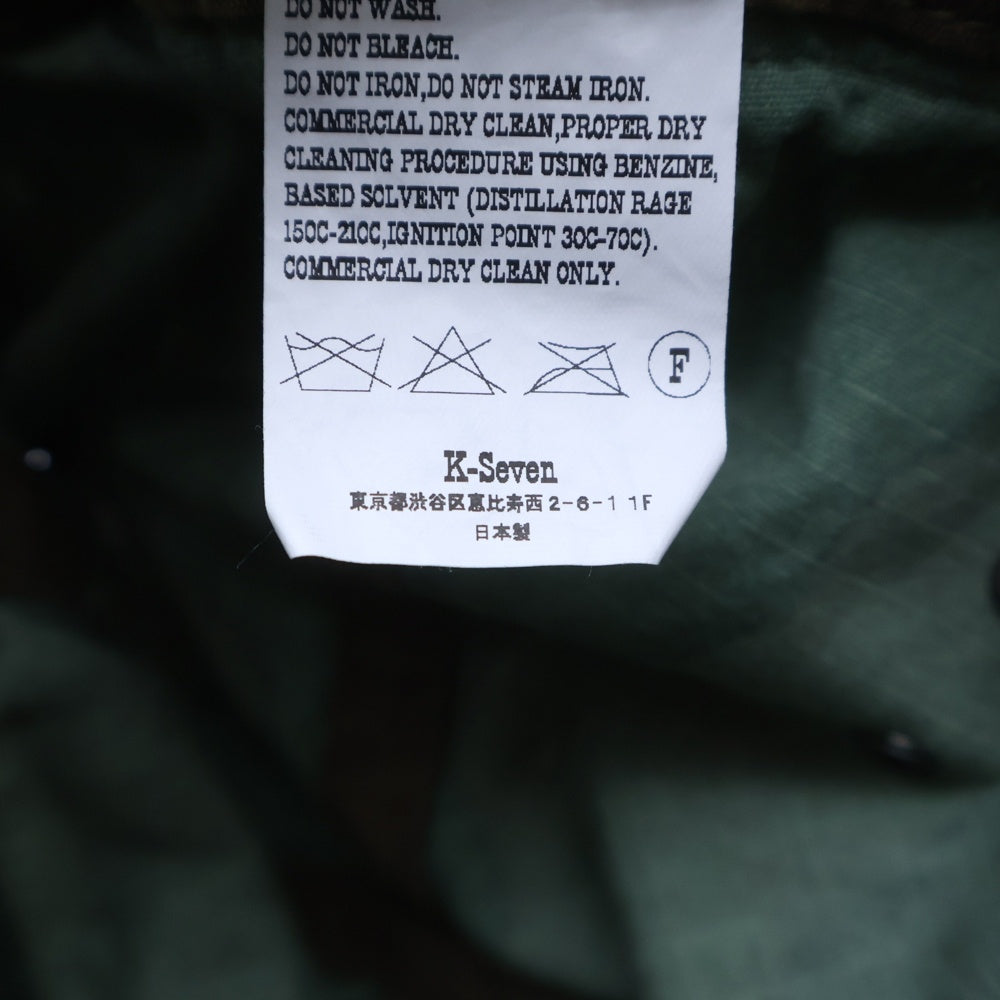 DO NOT WASH.
DO NOT BLEACH.
DO NOT IRON,DO NOT STEAM IRON.
COMMERCIAL DRY CLEAN,PROPER DRY
CLEANING PROCEDURE USING BENZINE,
BASED SOLVENT (DISTILLATION RAGE
150C-210C,IGNITION POINT 30C-70C).
COMMERCIAL DRY CLEAN ONLY.
F
K-Seven
東京都渋谷区恵比寿西2-6-1 1F
日本製